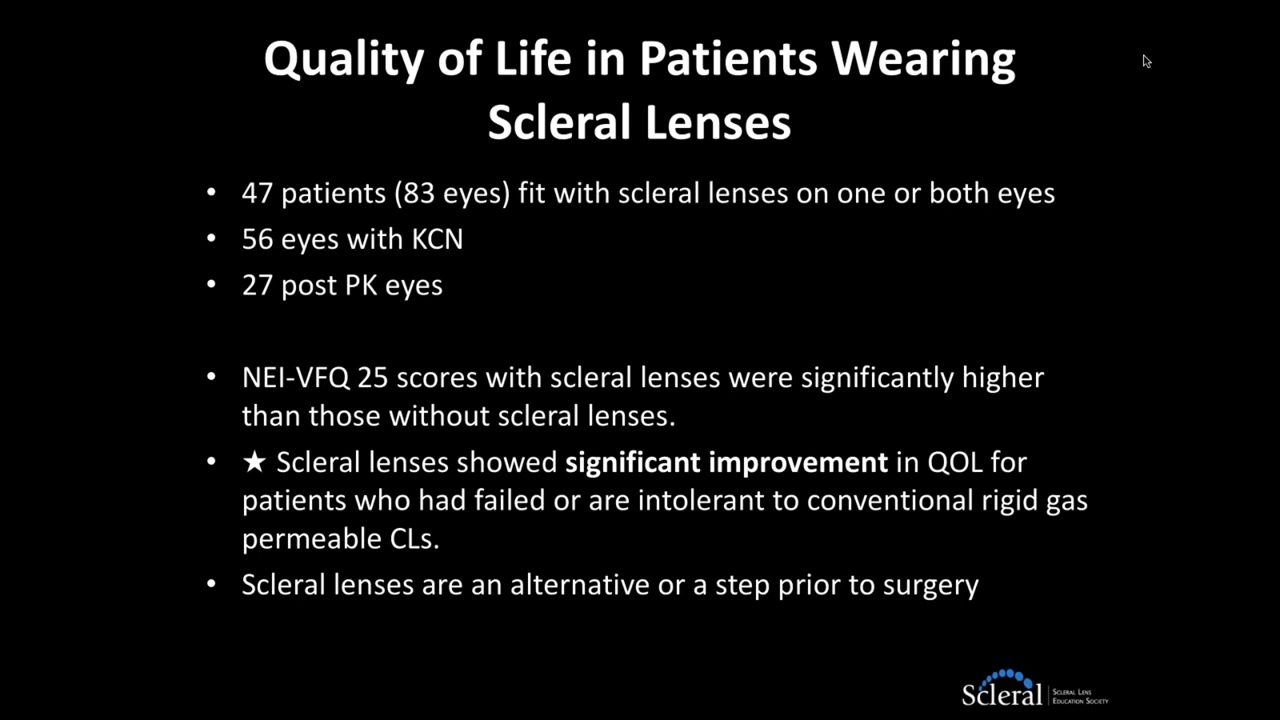 Quality of Life in Patients Wearing
Scleral Lenses
• 47 patients (83 eyes) fit with scleral lenses on one or both eyes
• 56 eyes with KCN
• 27 post PK eyes
• NEI-VFQ 25 scores with scleral lenses were significantly higher
than those without scleral lenses.
• ★ Scleral lenses showed significant improvement in QOL for
patients who had failed or are intolerant to conventional rigid gas
permeable CLs.
• Scleral lenses are an alternative or a step prior to surgery
Scleral
Scleral Lens
Education Society